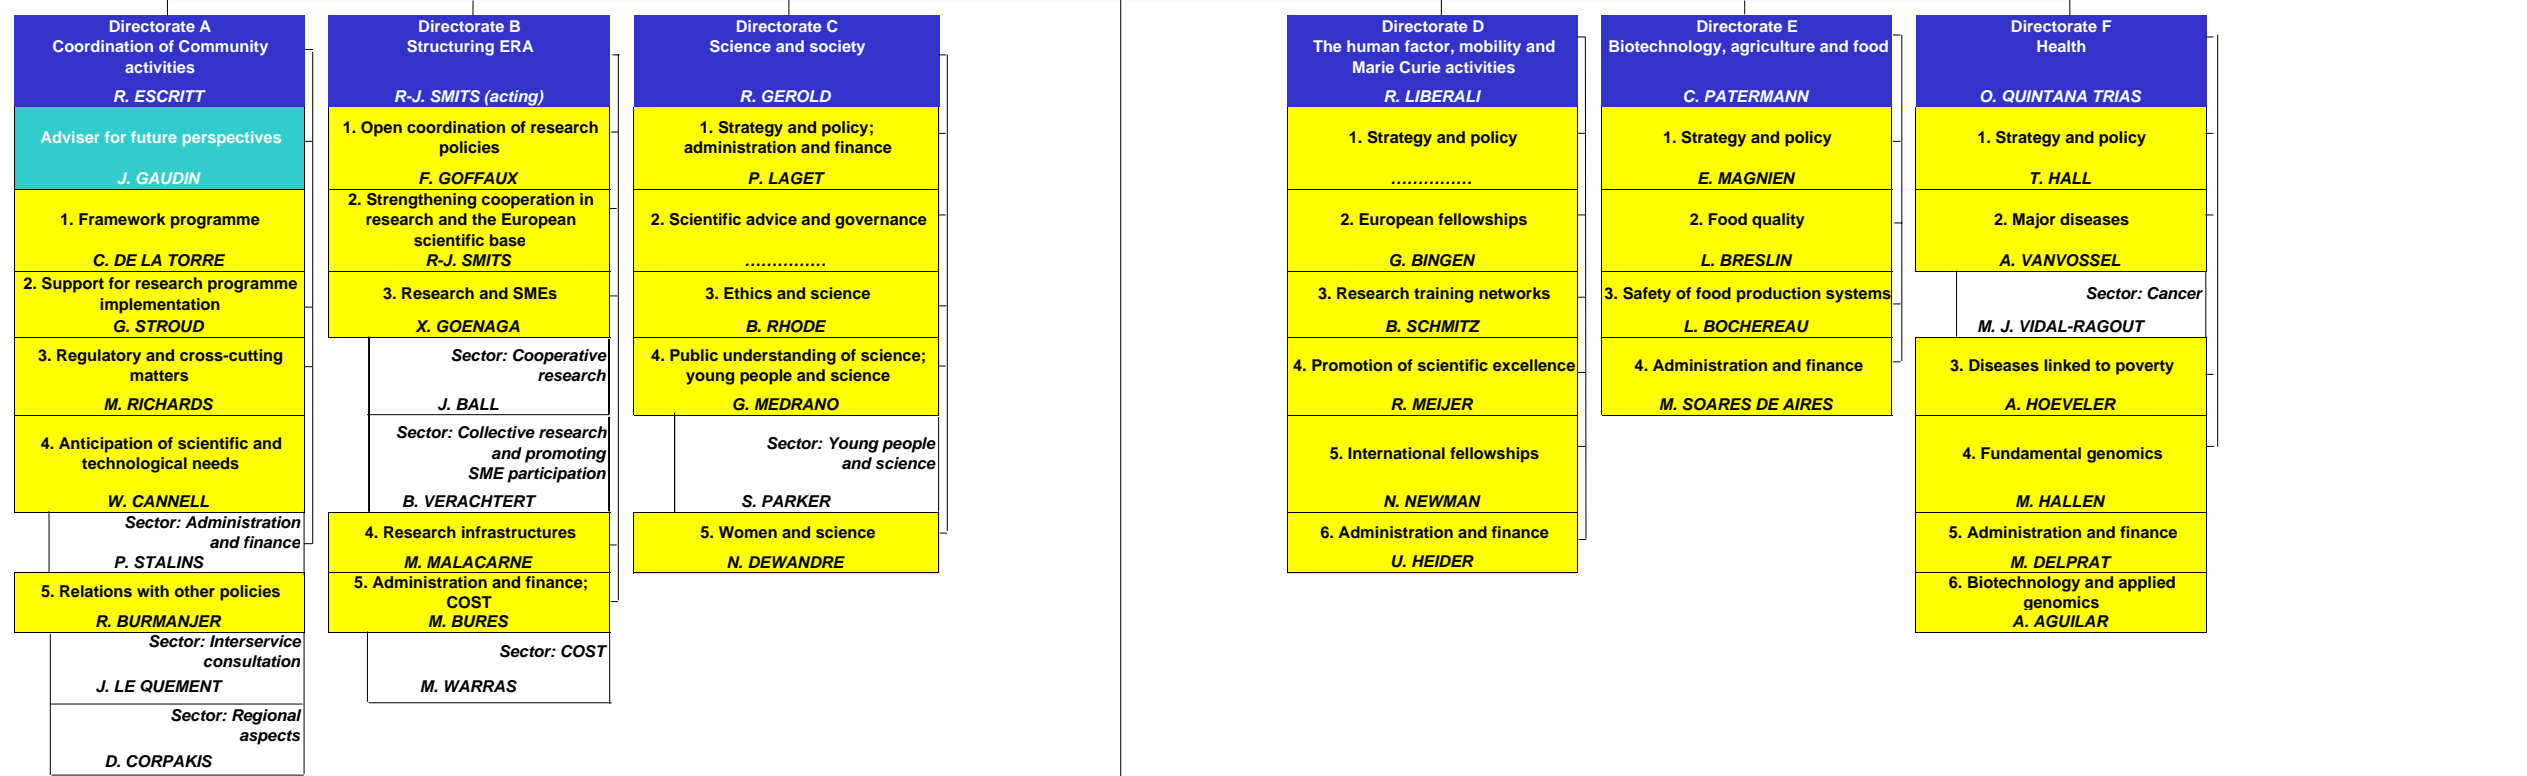 Directorate A
Coordination of Community
activities
R. ESCRITT
Adviser for future perspectives
J. GAUDIN
1. Framework programme
C. DE LA TORRE
2. Support for research programme
implementation
G. STROUD
3. Regulatory and cross-cutting
matters
M. RICHARDS
4. Anticipation of scientific and
technological needs
W. CANNELL
Sector: Administration
and finance
P. STALINS
5. Relations with other policies
R. BURMANJER
Sector: Interservice
consultation
J. LE QUEMENT
Sector: Regional
aspects
D. CORPAKIS
Directorate B
Structuring ERA
R-J. SMITS (acting)
1. Open coordination of research
policies
F. GOFFAUX
2. Strengthening cooperation in
research and the European
scientific base
R-J. SMITS
3. Research and SMEs
X. GOENAGA
Sector: Cooperative
research
J. BALL
Sector: Collective research
and promoting
SME participation
B. VERACHTERT
4. Research infrastructures
M. MALACARNE
5. Administration and finance;
COST
M. BURES
Sector: COST
M. WARRAS
Directorate C
Science and society
R. GEROLD
1. Strategy and policy;
administration and finance
P. LAGET
2. Scientific advice and governance
……………
3. Ethics and science
B. RHODE
4. Public understanding of science;
young people and science
G. MEDRANO
Sector: Young people
and science
S. PARKER
5. Women and science
N. DEWANDRE
Directorate D
The human factor, mobility and
Marie Curie activities
R. LIBERALI
1. Strategy and policy
……………
2. European fellowships
G. BINGEN
3. Research training networks
B. SCHMITZ
4. Promotion of scientific excellence
R. MEIJER
5. International fellowships
N. NEWMAN
6. Administration and finance
U. HEIDER
Directorate E
Biotechnology, agriculture and food
C. PATERMANN
1. Strategy and policy
E. MAGNIEN
2. Food quality
L. BRESLIN
3. Safety of food production systems
L. BOCHEREAU
4. Administration and finance
M. SOARES DE AIRES
Directorate F
Health
O. QUINTANA TRIAS
1. Strategy and policy
T. HALL
2. Major diseases
A. VANVOSSEL
Sector: Cancer
M. J. VIDAL-RAGOUT
3. Diseases linked to poverty
A. HOEVELER
4. Fundamental genomics
M. HALLEN
5. Administration and finance
M. DELPRAT
6. Biotechnology and applied
genomics
A. AGUILAR